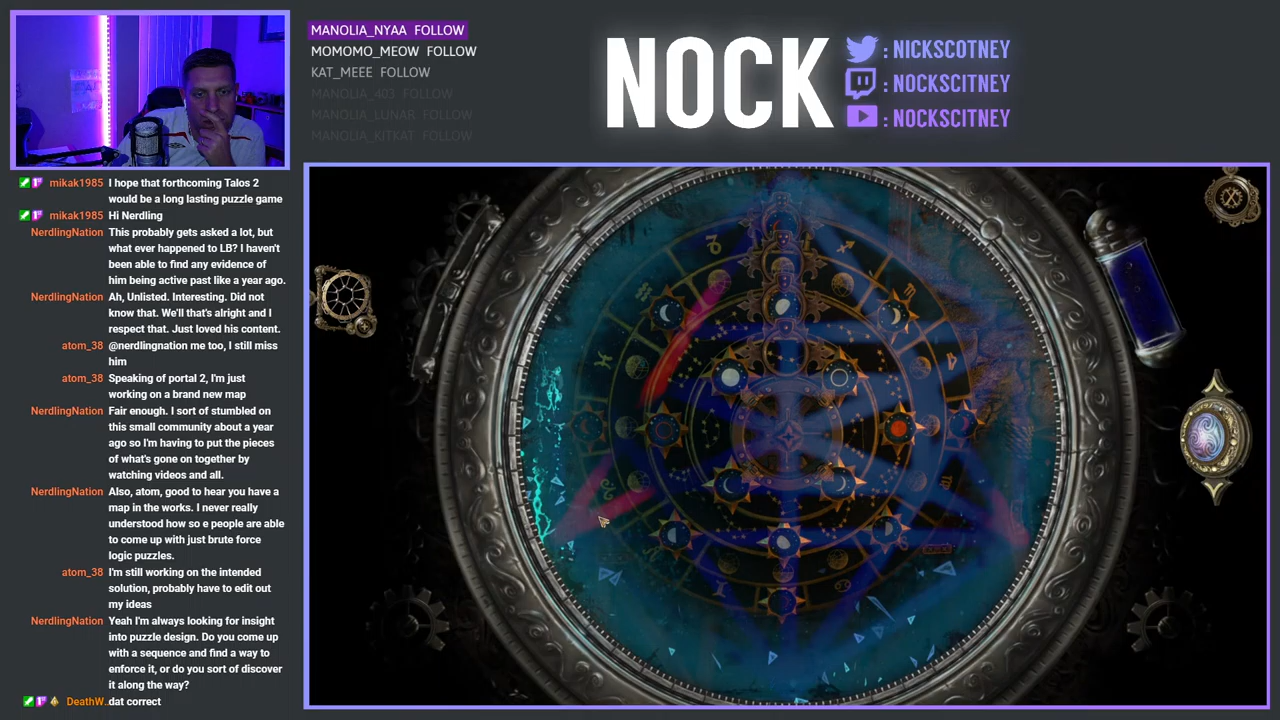 MANOLIA_NYAA FOLLOW
MOMOMO_MEOW FOLLOW
KAT_MEEE FOLLOW
MANOLIA_403 FOLLOW
MANOLIA_LUNAR FOLLOW
MANOLIA_KITKAT FOLLOW
NOCK
: NICKSCOTNEY
: NOCKSCITNEY
: NOCKSCITNEY
mikak1985 I hope that forthcoming Talos 2
would be a long lasting puzzle game
mikak1985 Hi Nerdling
NerdlingNation This probably gets asked a lot, but
what ever happened to LB? I haven't
been able to find any evidence of
him being active past like a year ago.
NerdlingNation Ah, Unlisted. Interesting. Did not
know that. We'll that's alright and I
respect that. Just loved his content.
atom_38 @nerdlingnation me too, I still miss
him
atom_38 Speaking of portal 2, I'm just
working on a brand new map
NerdlingNation Fair enough. I sort of stumbled on
this small community about a year
ago so I'm having to put the pieces
of what's gone on together by
watching videos and all.
NerdlingNation Also, atom, good to hear you have a
map in the works. I never really
understood how so e people are able
to come up with just brute force
logic puzzles.
atom_38 I'm still working on the intended
solution, probably have to edit out
my ideas
NerdlingNation Yeah I'm always looking for insight
into puzzle design. Do you come up
with a sequence and find a way to
enforce it, or do you sort of discover
it along the way?
DeathW.. dat correct